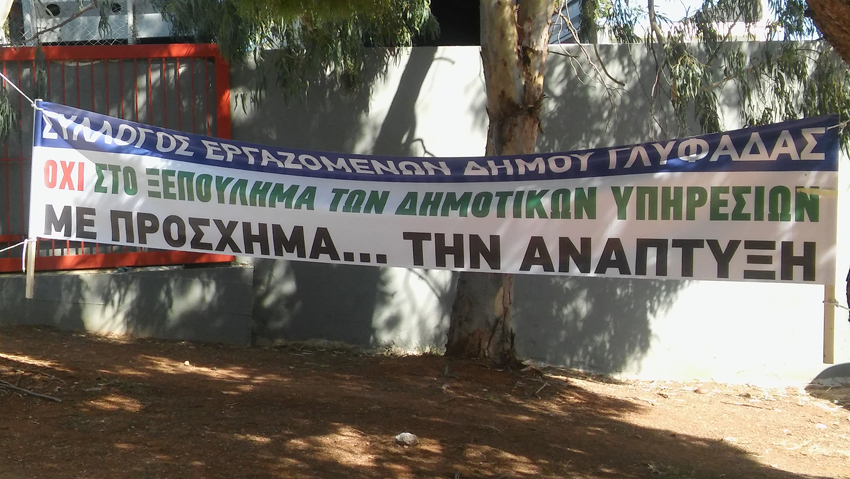 ΣΥΛΛΟΓΟΣ ΕΡΓΑΖΟΜΕΝΩΝ ΔΗΜΟΥ ΓΛΥΦΑΔΑΣ
ΟΧΙ ΣΤΟ ΞΕΠΟΥΛΗΜΑ ΤΩΝ ΔΗΜΟΤΙΚΩΝ ΥΠΗΡΕΣΙΩΝ
ΜΕ ΠΡΟΣΧΗΜΑ... ΤΗΝ ΑΝΑΠΤΥΞΗ